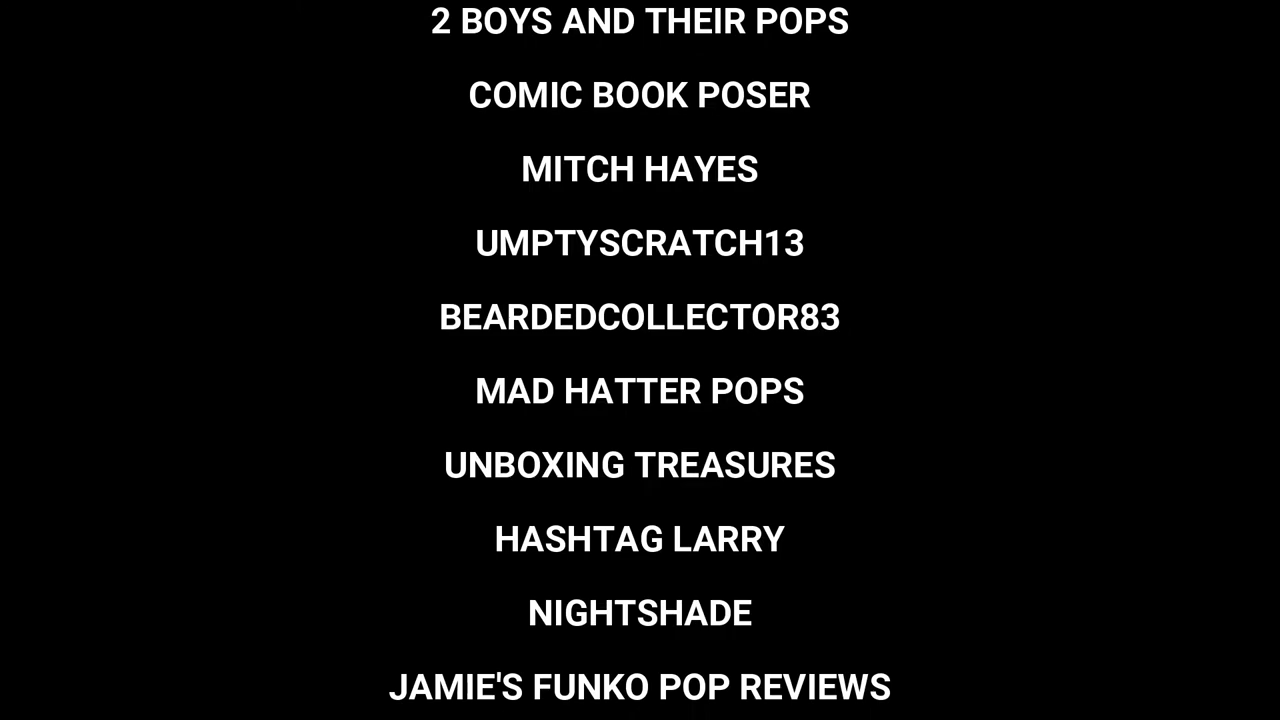 2 BOYS AND THEIR POPS
COMIC BOOK POSER
MITCH HAYES
UMPTYSCRATCH13
BEARDEDCOLLECTOR83
MAD HATTER POPS
UNBOXING TREASURES
HASHTAG LARRY
NIGHTSHADE
JAMIE'S FUNKO POP REVIEWS